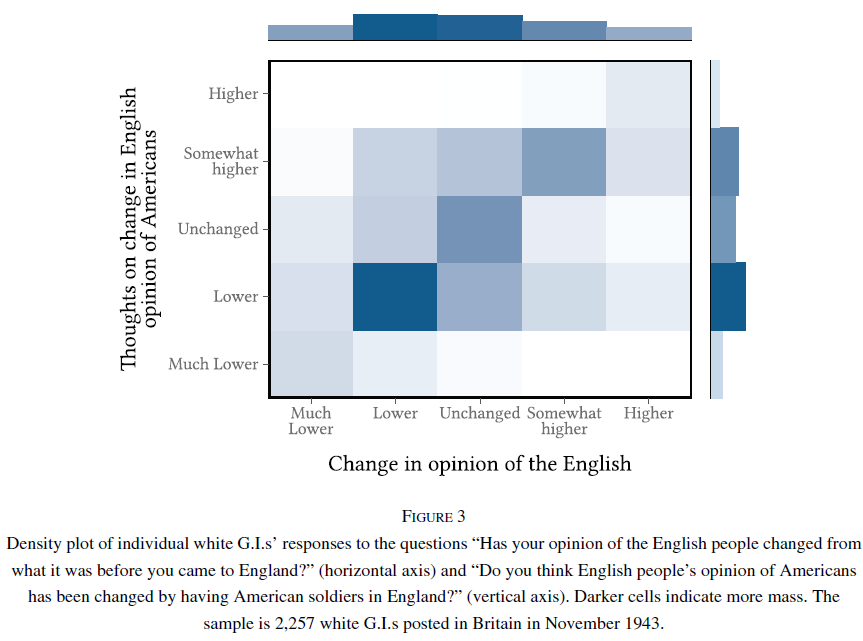 Thoughts on change in English
opinion of Americans
Higher
Somewhat
higher
Unchanged
Lower
Much Lower
Much
Lower
Lower
Unchanged
Somewhat
higher
Higher
Change in opinion of the English
FIGURE 3
Density plot of individual white G.I.s’ responses to the questions “Has your opinion of the English people changed from
what it was before you came to England?” (horizontal axis) and “Do you think English people’s opinion of Americans
has been changed by having American soldiers in England?” (vertical axis). Darker cells indicate more mass. The
sample is 2,257 white G.I.s posted in Britain in November 1943.